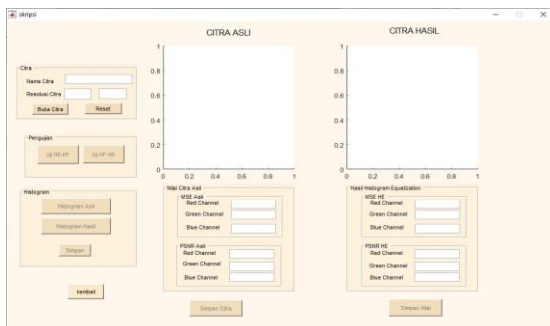 skripsi
CITRA ASLI
CITRA HASIL
Citra
Name Citra
Resolusi Citra
Buka Citra
Reset
Pengujian
Uji HE-HF
Histogram
Histogram Asli
Histogram Hasil
Simpan
kembali
1
0.8
0.6
0.4
0.2
0
0 0.2 0.4 0.6 0.8 1
1
0.8
0.6
0.4
0.2
0
0 0.2 0.4 0.6 0.8 1
Nilai Citra Asli
MSE Asli
Red Channel
Green Channel
Blue Channel
PSNR Asli
Red Channel
Green Channel
Blue Channel
Simpan Citra
Hasil Histogram Equalization
MSE HE
Red Channel
Green Channel
Blue Channel
PSNR HE
Red Channel
Green Channel
Blue Channel
Simpan Nilai